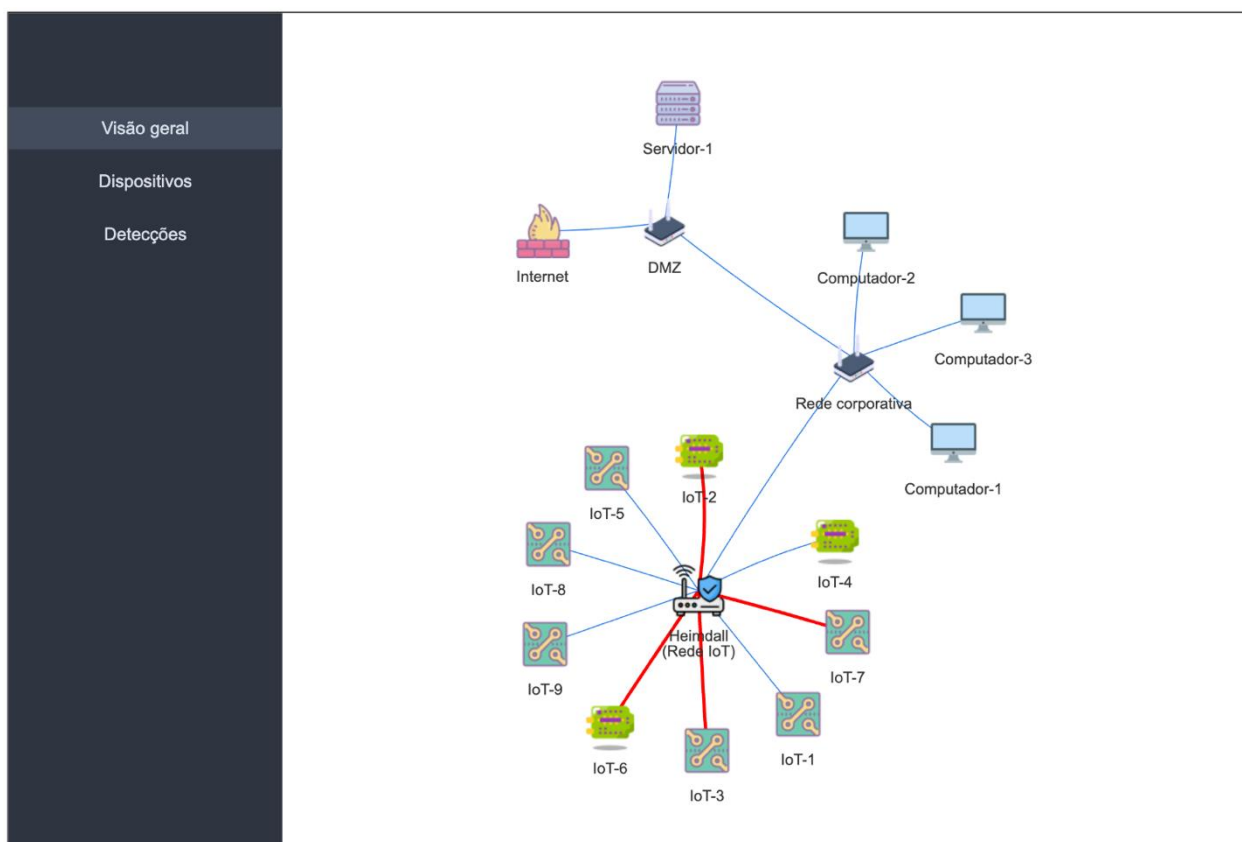 Visão geral
Dispositivos
Detecções
Servidor-1
Internet
DMZ
Computador-2
Computador-3
Rede corporativa
Computador-1
IoT-2
IoT-5
IoT-4
IoT-8
Heimdall
(Rede IoT)
IoT-7
IoT-9
IoT-1
IoT-6
IoT-3